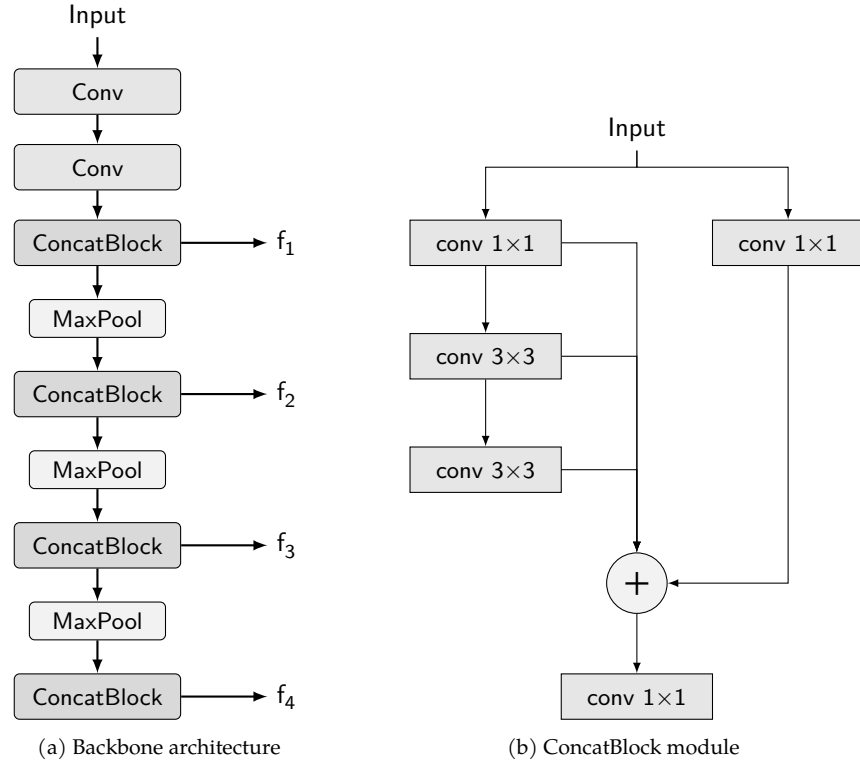 Input
Conv
Conv
ConcatBlock
f₁
MaxPool
ConcatBlock
f₂
MaxPool
ConcatBlock
f₃
MaxPool
ConcatBlock
f₄
(a) Backbone architecture
Input
conv 1×1
conv 1×1
conv 3×3
conv 3×3
+
conv 1×1
(b) ConcatBlock module